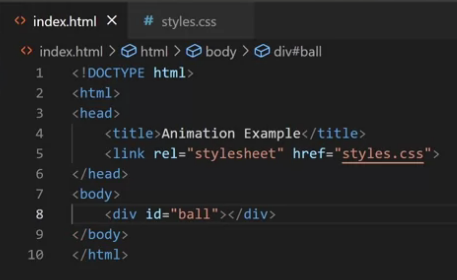 <> index.html × # styles.css
<> index.html > html > body > div#ball
1 <!DOCTYPE html>
2 <html>
3 <head>
4 <title>Animation Example</title>
5 <link rel="stylesheet" href="styles.css">
6 </head>
7 <body>
8 <div id="ball"></div>
9 </body>
10 </html>